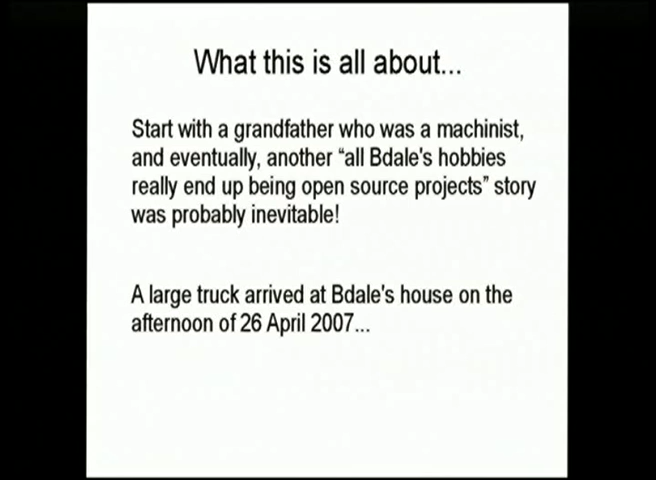 What this is all about...
Start with a grandfather who was a machinist,
and eventually, another “all Bdale's hobbies
really end up being open source projects” story
was probably inevitable!
A large truck arrived at Bdale's house on the
afternoon of 26 April 2007...